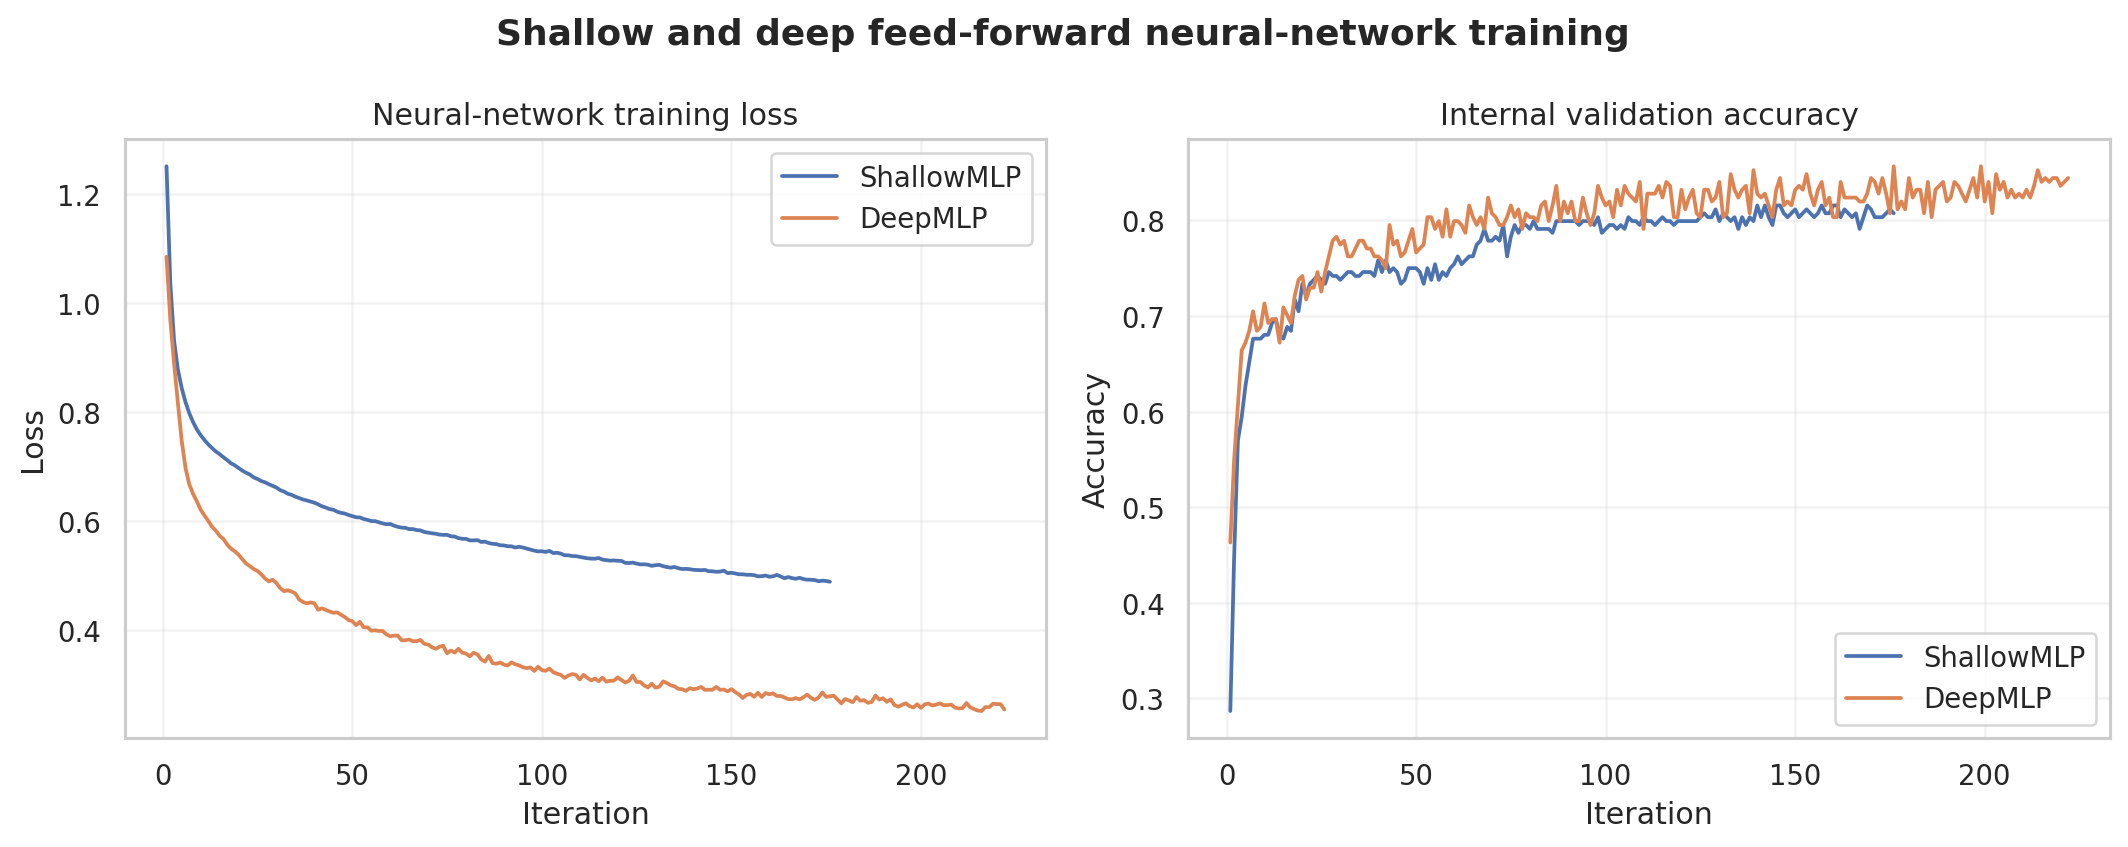 Shallow and deep feed-forward neural-network training
Neural-network training loss
Loss
1.2
1.0
0.8
0.6
0.4
ShallowMLP
DeepMLP
0
50
100
150
200
Iteration
Internal validation accuracy
Accuracy
0.8
0.7
0.6
0.5
0.4
0.3
ShallowMLP
DeepMLP
0
50
100
150
200
Iteration